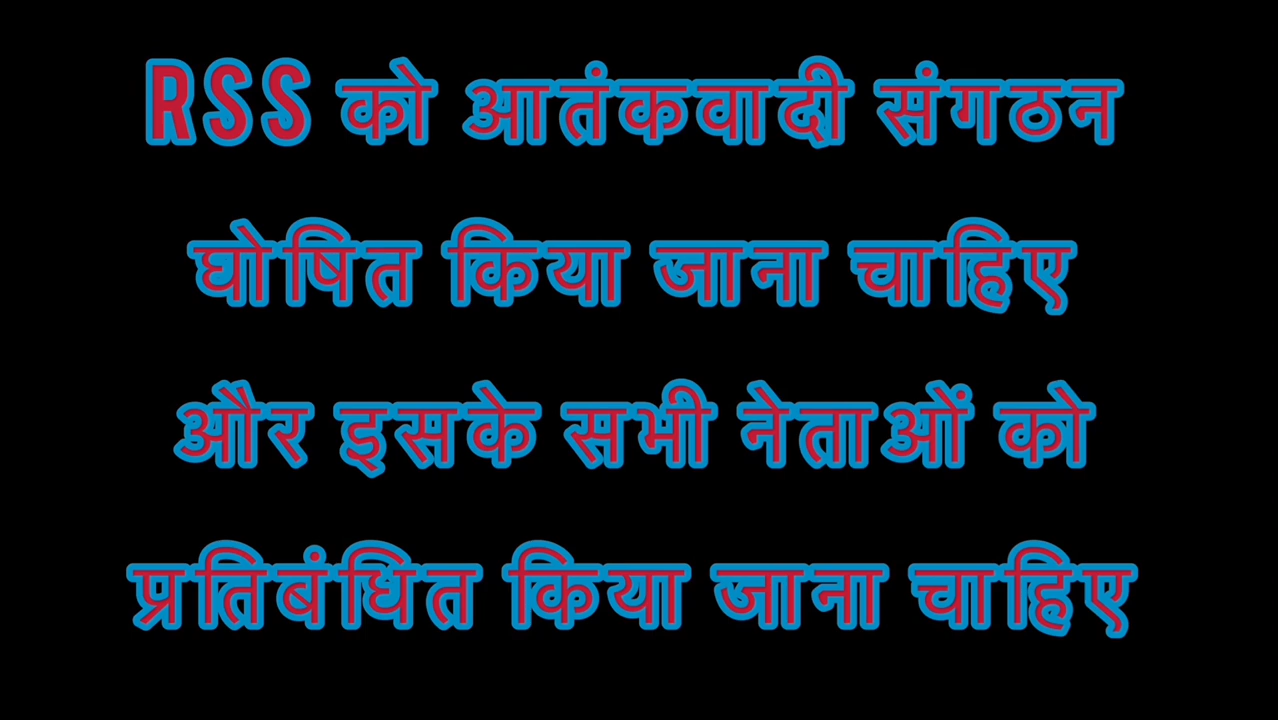 RSS को आतंकवादी संगठन
घोषित किया जाना चाहिए
और इसके सभी नेताओं को
प्रतिबंधित किया जाना चाहिए